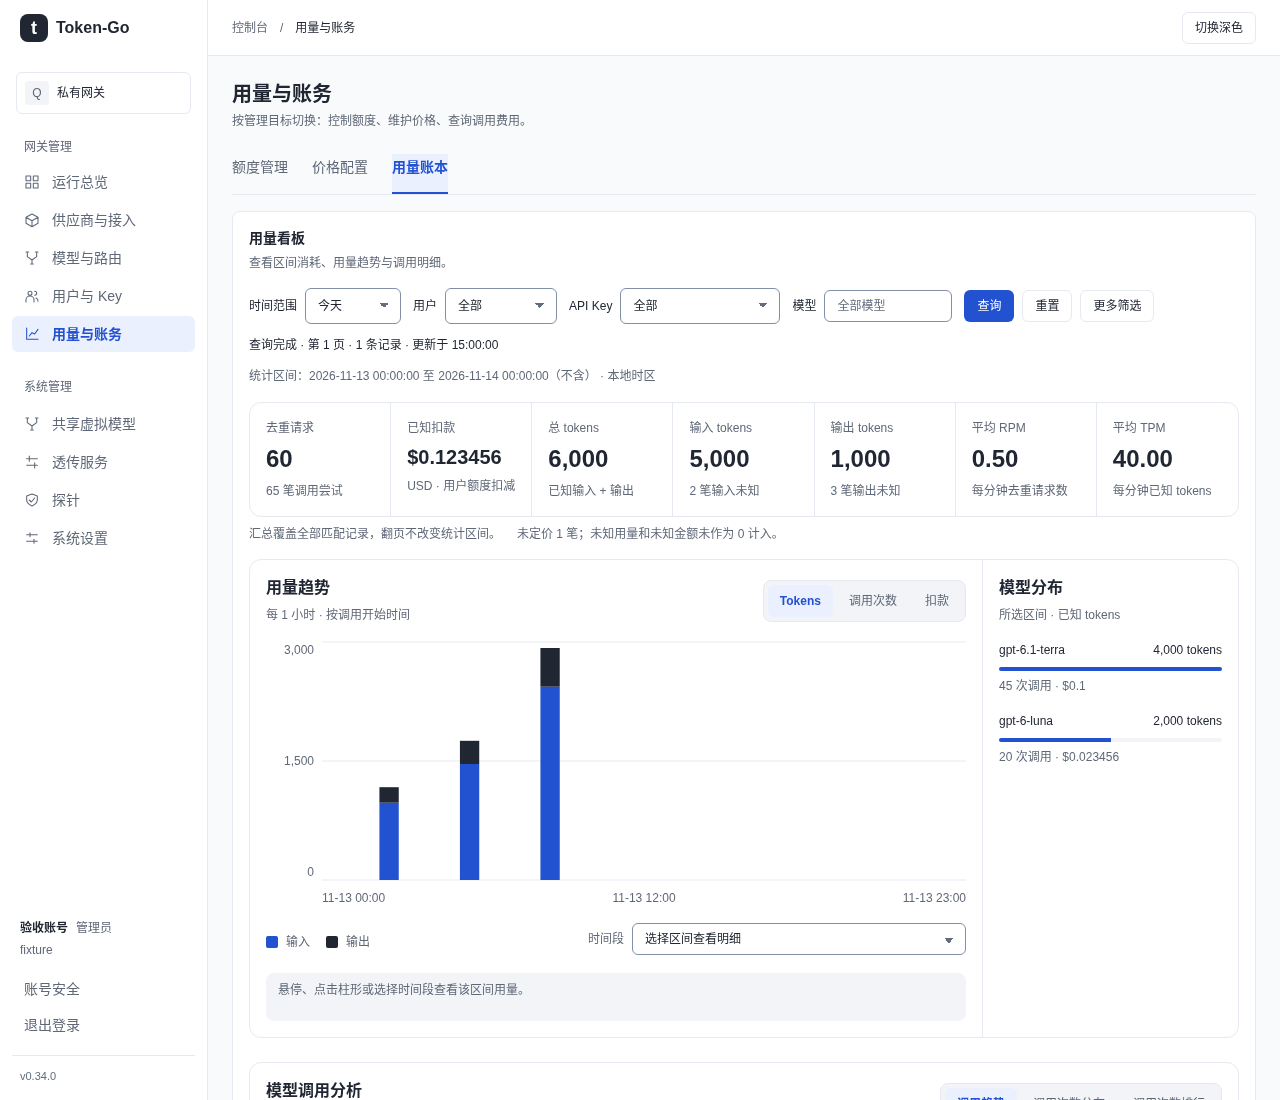 t Token-Go
控制台 / 用量与账务
切换深色
Q 私有网关
网关管理
运行总览
供应商与接入
模型与路由
用户与 Key
用量与账务
系统管理
共享虚拟模型
透传服务
探针
系统设置
验收账号 管理员
fixture
账号安全
退出登录
v0.34.0
用量与账务
按管理目标切换：控制额度、维护价格、查询调用费用。
额度管理 价格配置 用量账本
用量看板
查看区间消耗、用量趋势与调用明细。
时间范围 今天 用户 全部 API Key 全部 模型 全部模型 查询 重置 更多筛选
查询完成 · 第 1 页 · 1 条记录 · 更新于 15:00:00
统计区间：2026-11-13 00:00:00 至 2026-11-14 00:00:00（不含） · 本地时区
去重请求
60
65 笔调用尝试
已知扣款
$0.123456
USD · 用户额度扣减
总 tokens
6,000
已知输入 + 输出
输入 tokens
5,000
2 笔输入未知
输出 tokens
1,000
3 笔输出未知
平均 RPM
0.50
每分钟去重请求数
平均 TPM
40.00
每分钟已知 tokens
汇总覆盖全部匹配记录，翻页不改变统计区间。 未定价 1 笔；未知用量和未知金额未作为 0 计入。
用量趋势
每 1 小时 · 按调用开始时间
Tokens 调用次数 扣款
3,000
1,500
0
11-13 00:00 11-13 12:00 11-13 23:00
输入 输出
时间段 选择区间查看明细
悬停、点击柱形或选择时间段查看该区间用量。
模型分布
所选区间 · 已知 tokens
gpt-6.1-terra 4,000 tokens
45 次调用 · $0.1
gpt-6-luna 2,000 tokens
20 次调用 · $0.023456
模型调用分析
调用趋势 调用次数分布 调用次数排行